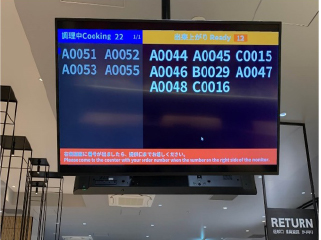 調理中Cooking 22 1/1
出来上がり Ready 13
A0051 A0052
A0053 A0055
A0044 A0045 C0015
A0046 B0029 A0047
A0048 C0016
Please come to the counter with your order number when the number on the right side of the monitor.
RETURN